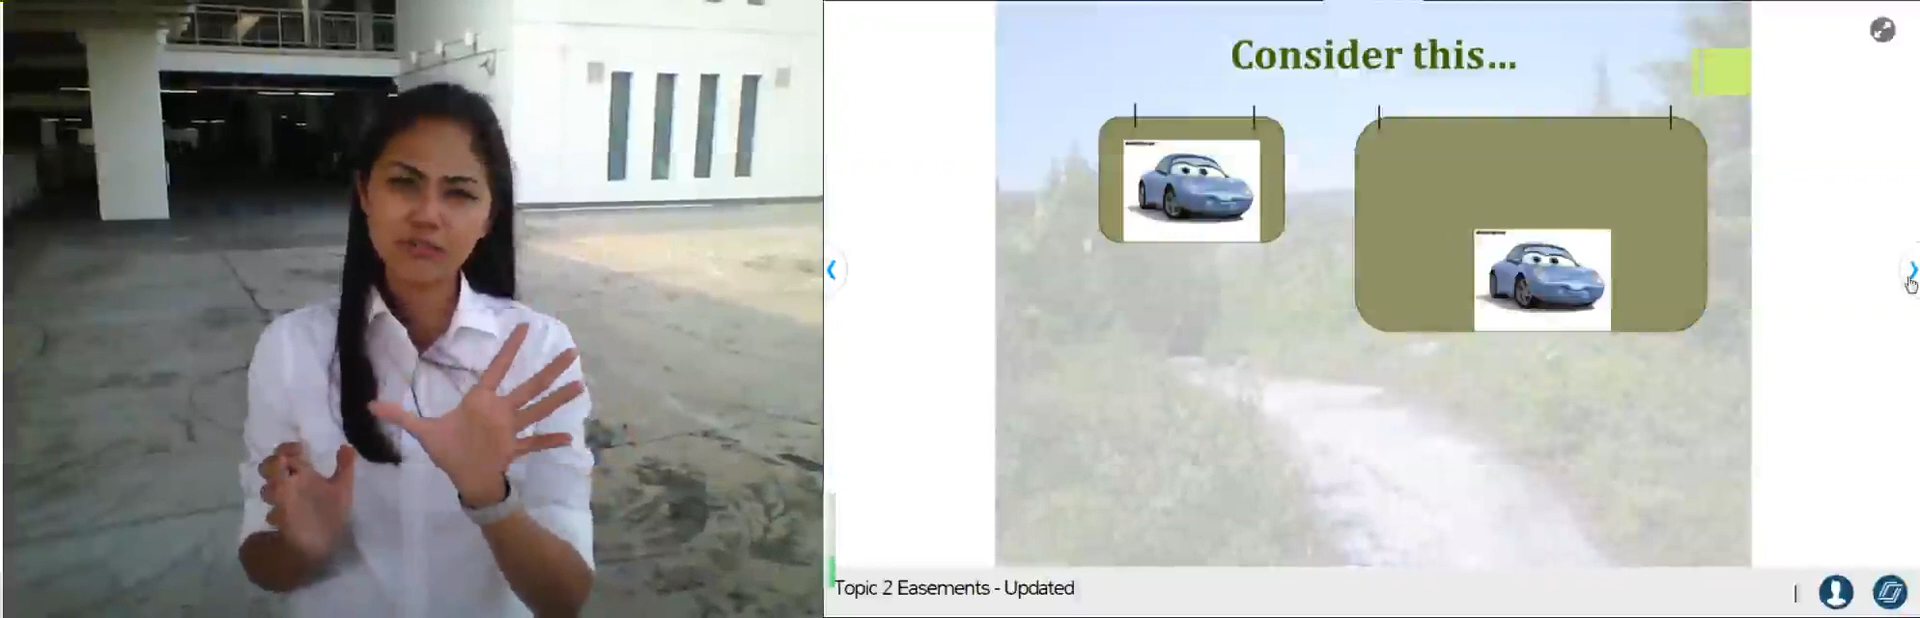 Consider this...
Topic 2 Easements - Updated